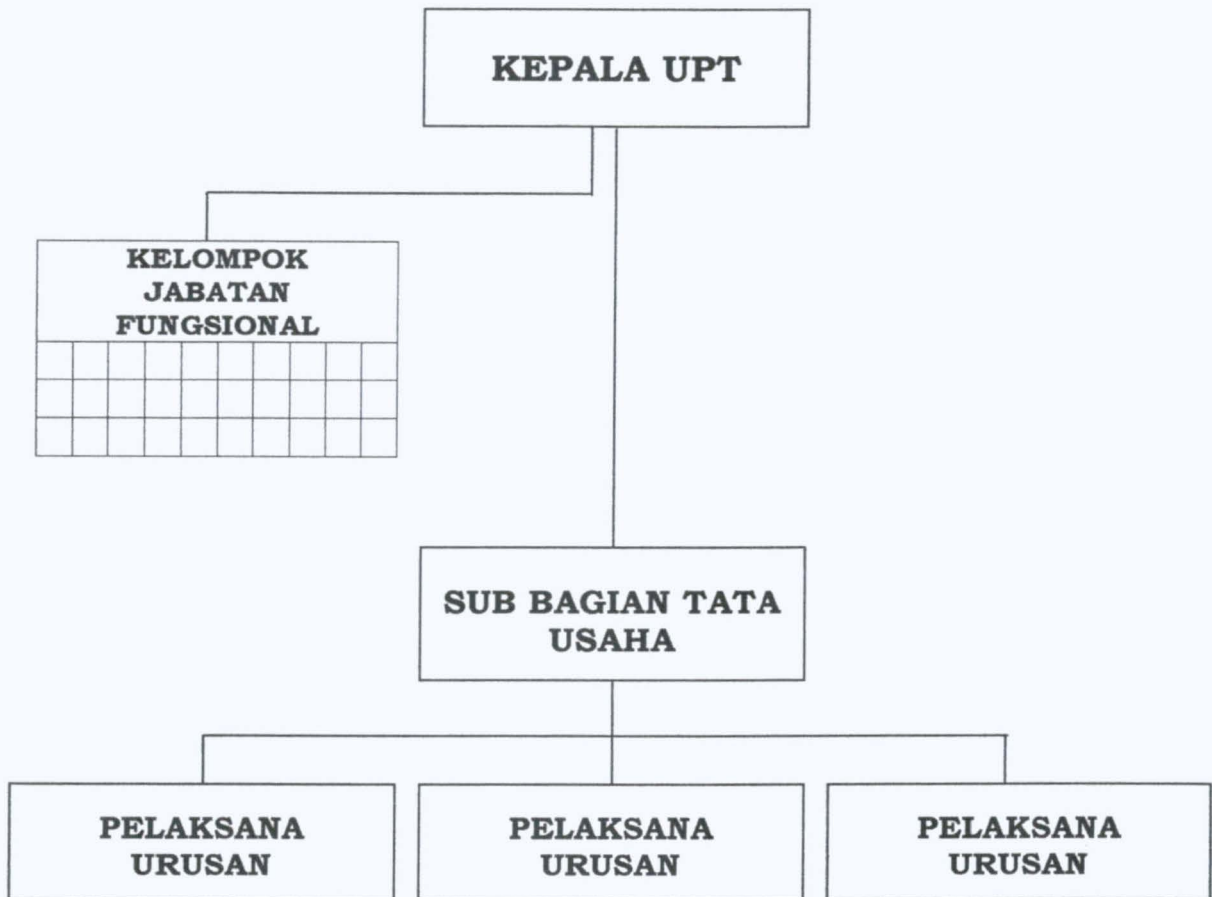 KEPALA UPT
KELOMPOK
JABATAN
FUNGSIONAL
SUB BAGIAN TATA
USAHA
PELAKSANA
URUSAN
PELAKSANA
URUSAN
PELAKSANA
URUSAN